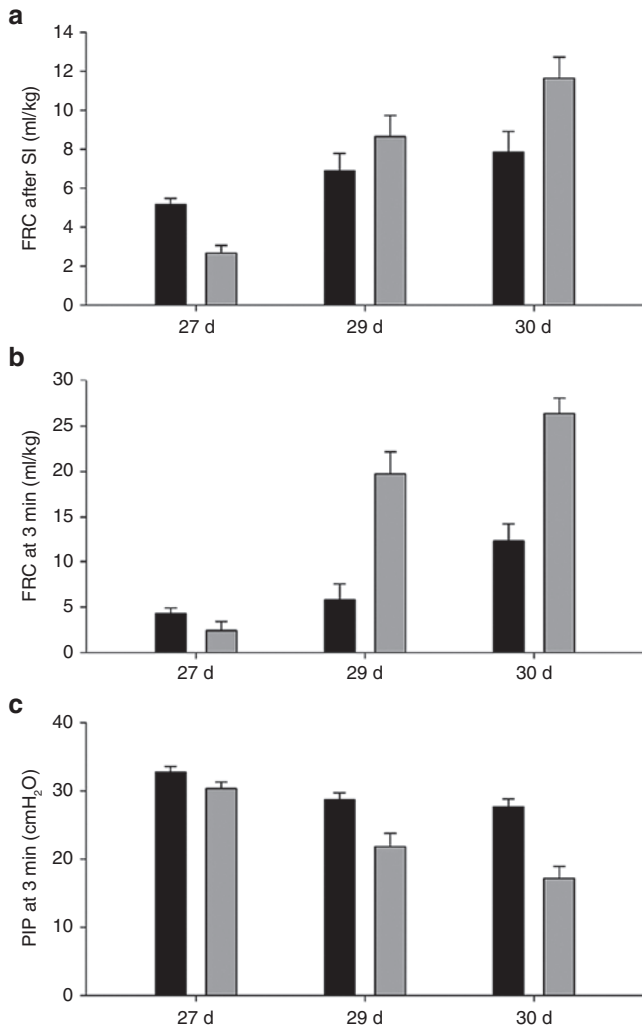 a
14
12
10
8
6
4
2
0
FRC after SI (ml/kg)
27 d 29 d 30 d
b
30
25
20
15
10
5
0
FRC at 3 min (ml/kg)
27 d 29 d 30 d
c
40
30
20
10
0
PIP at 3 min (cmH₂O)
27 d 29 d 30 d